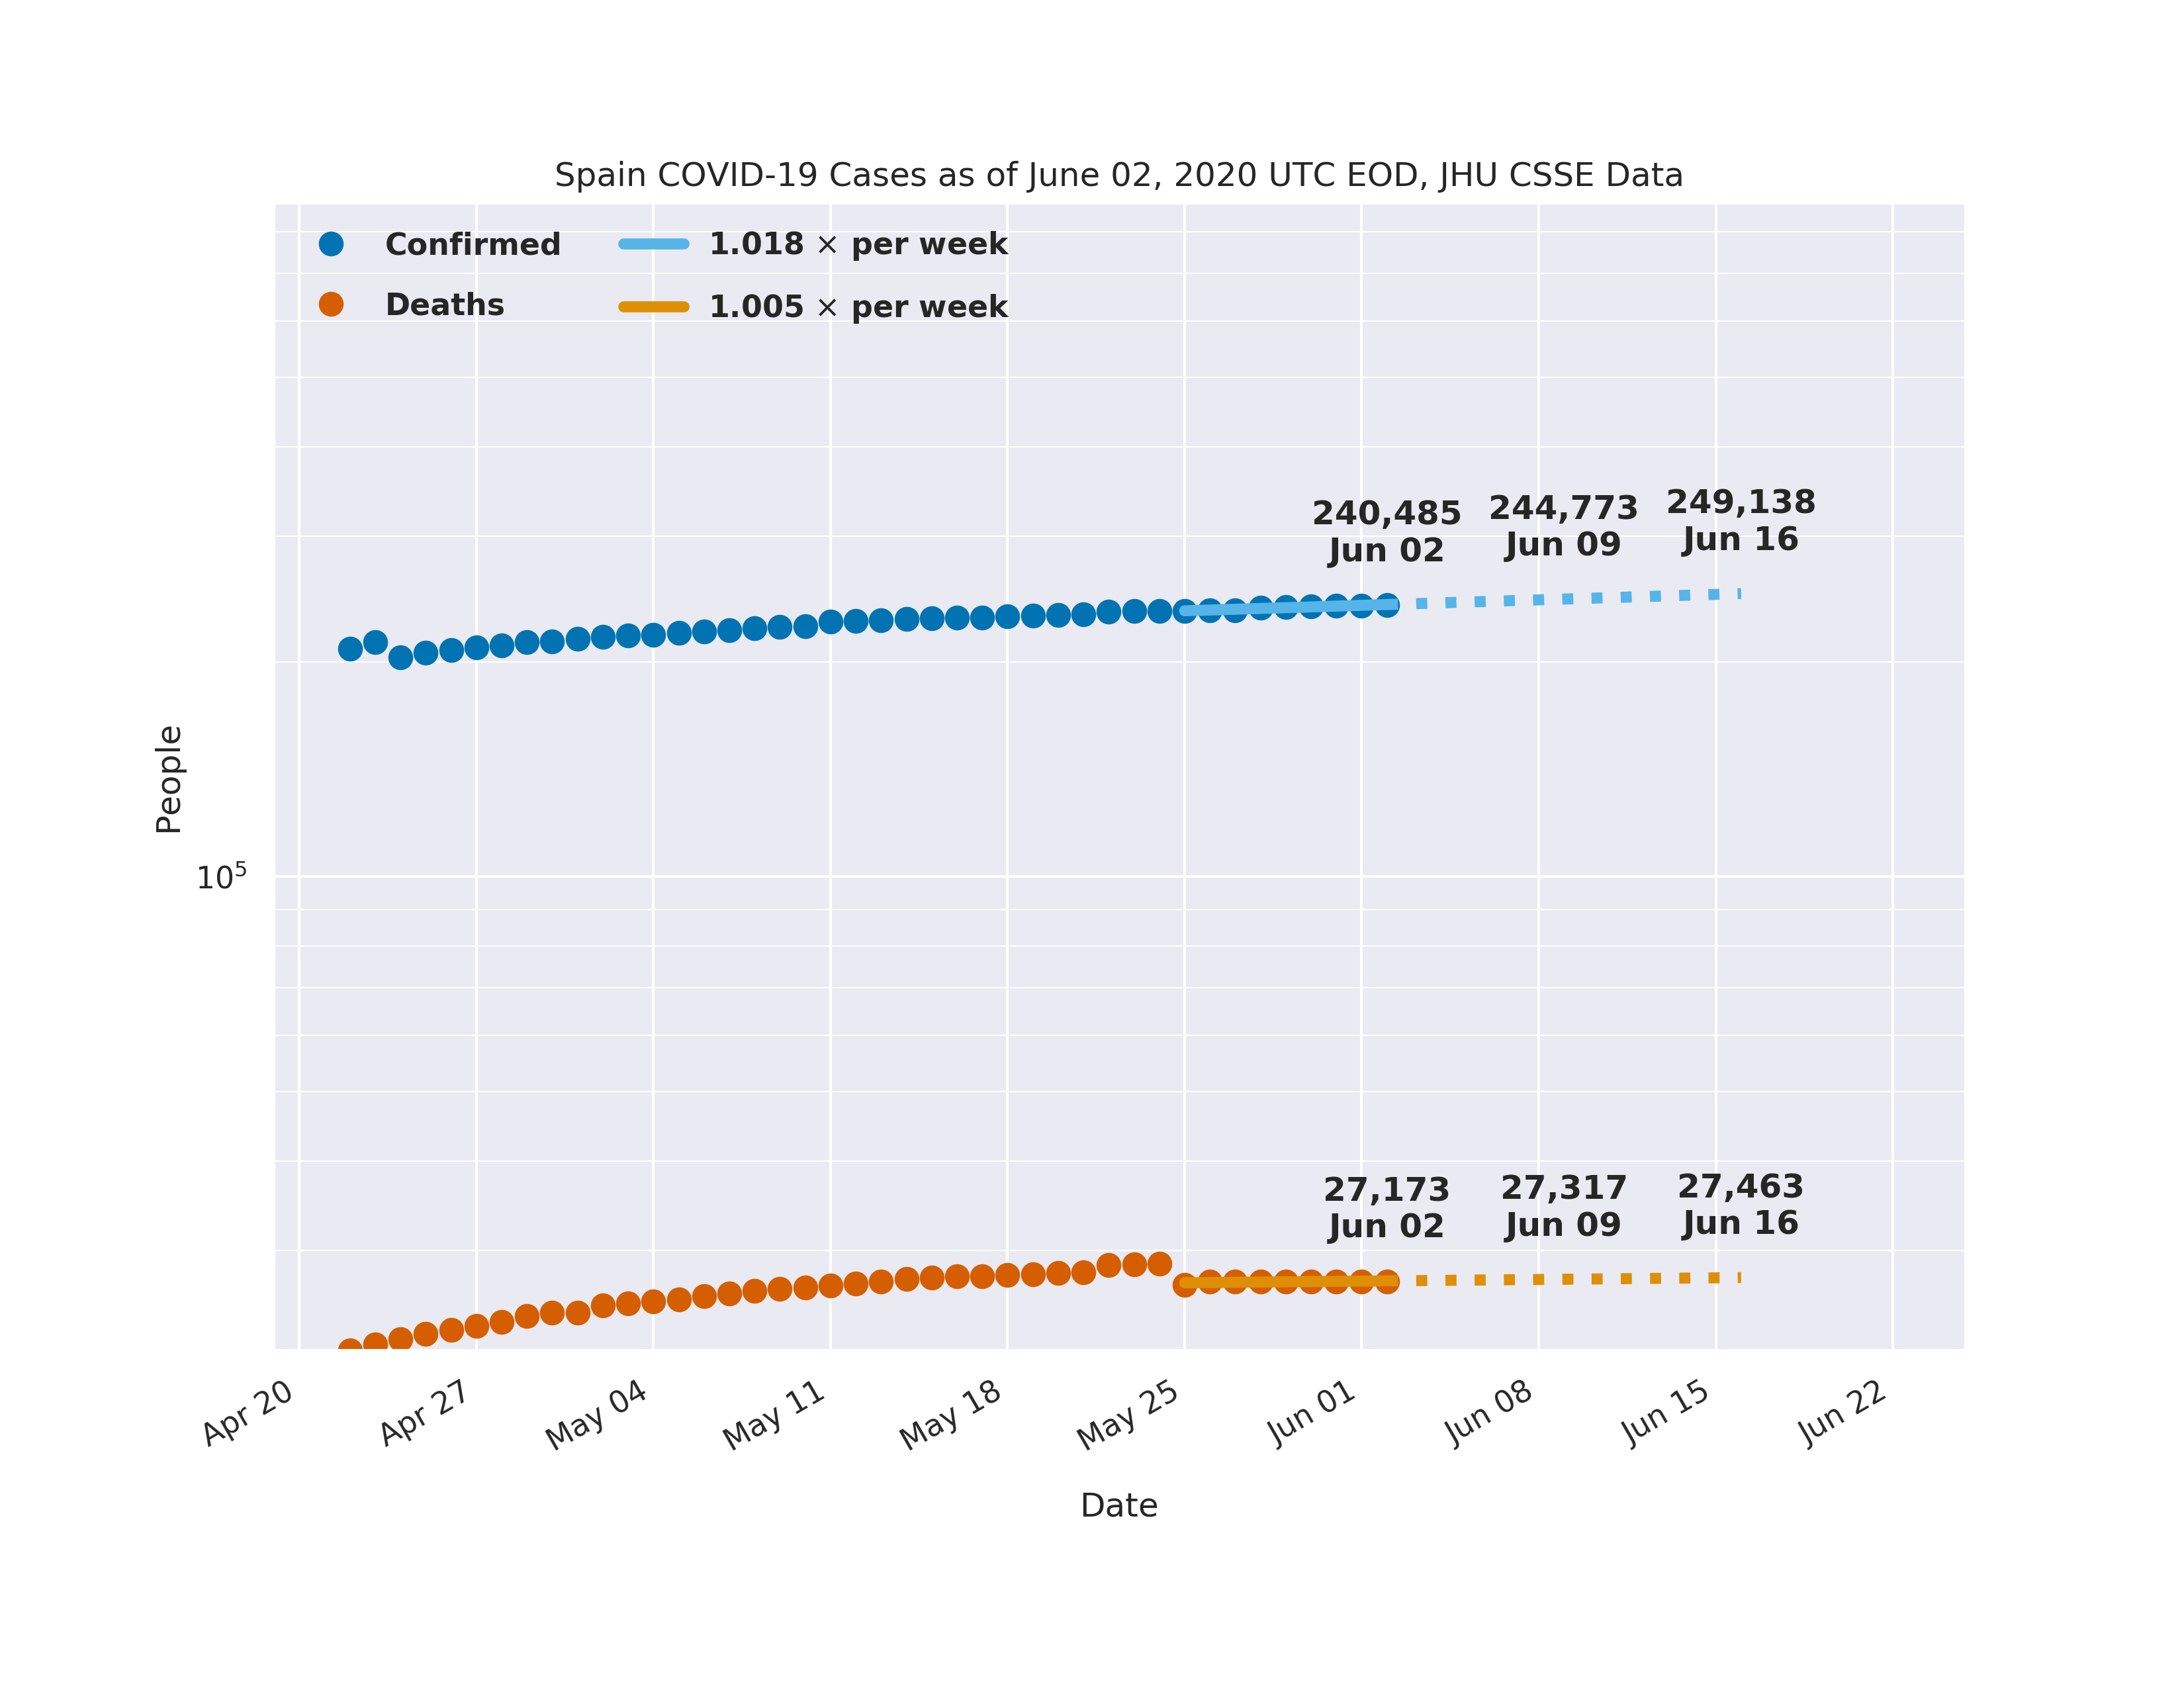 Spain COVID-19 Cases as of June 02, 2020 UTC EOD, JHU CSSE Data
Confirmed
Deaths
1.018 × per week
1.005 × per week
240,485
Jun 02
244,773
Jun 09
249,138
Jun 16
People
10⁵
27,173
Jun 02
27,317
Jun 09
27,463
Jun 16
Apr 20
Apr 27
May 04
May 11
May 18
May 25
Jun 01
Jun 08
Jun 15
Jun 22
Date